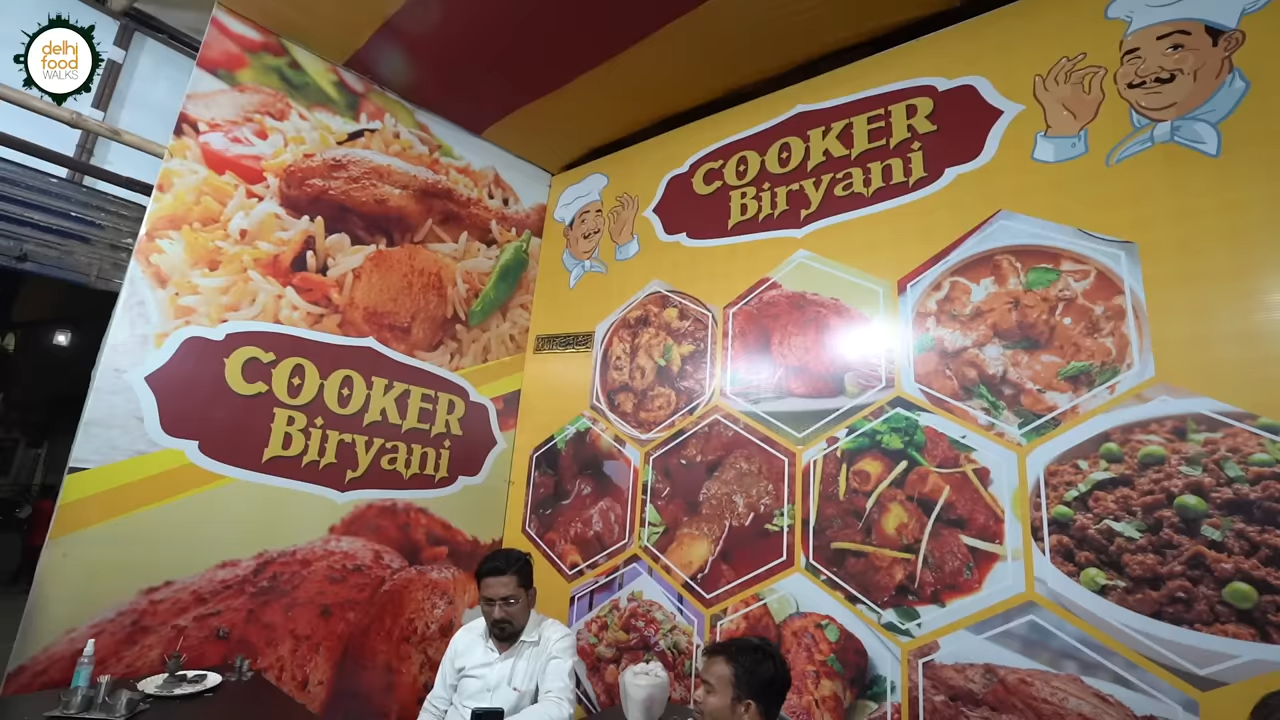 delhi
food
WALKS
COOKER
Biryani
COOKER
Biryani